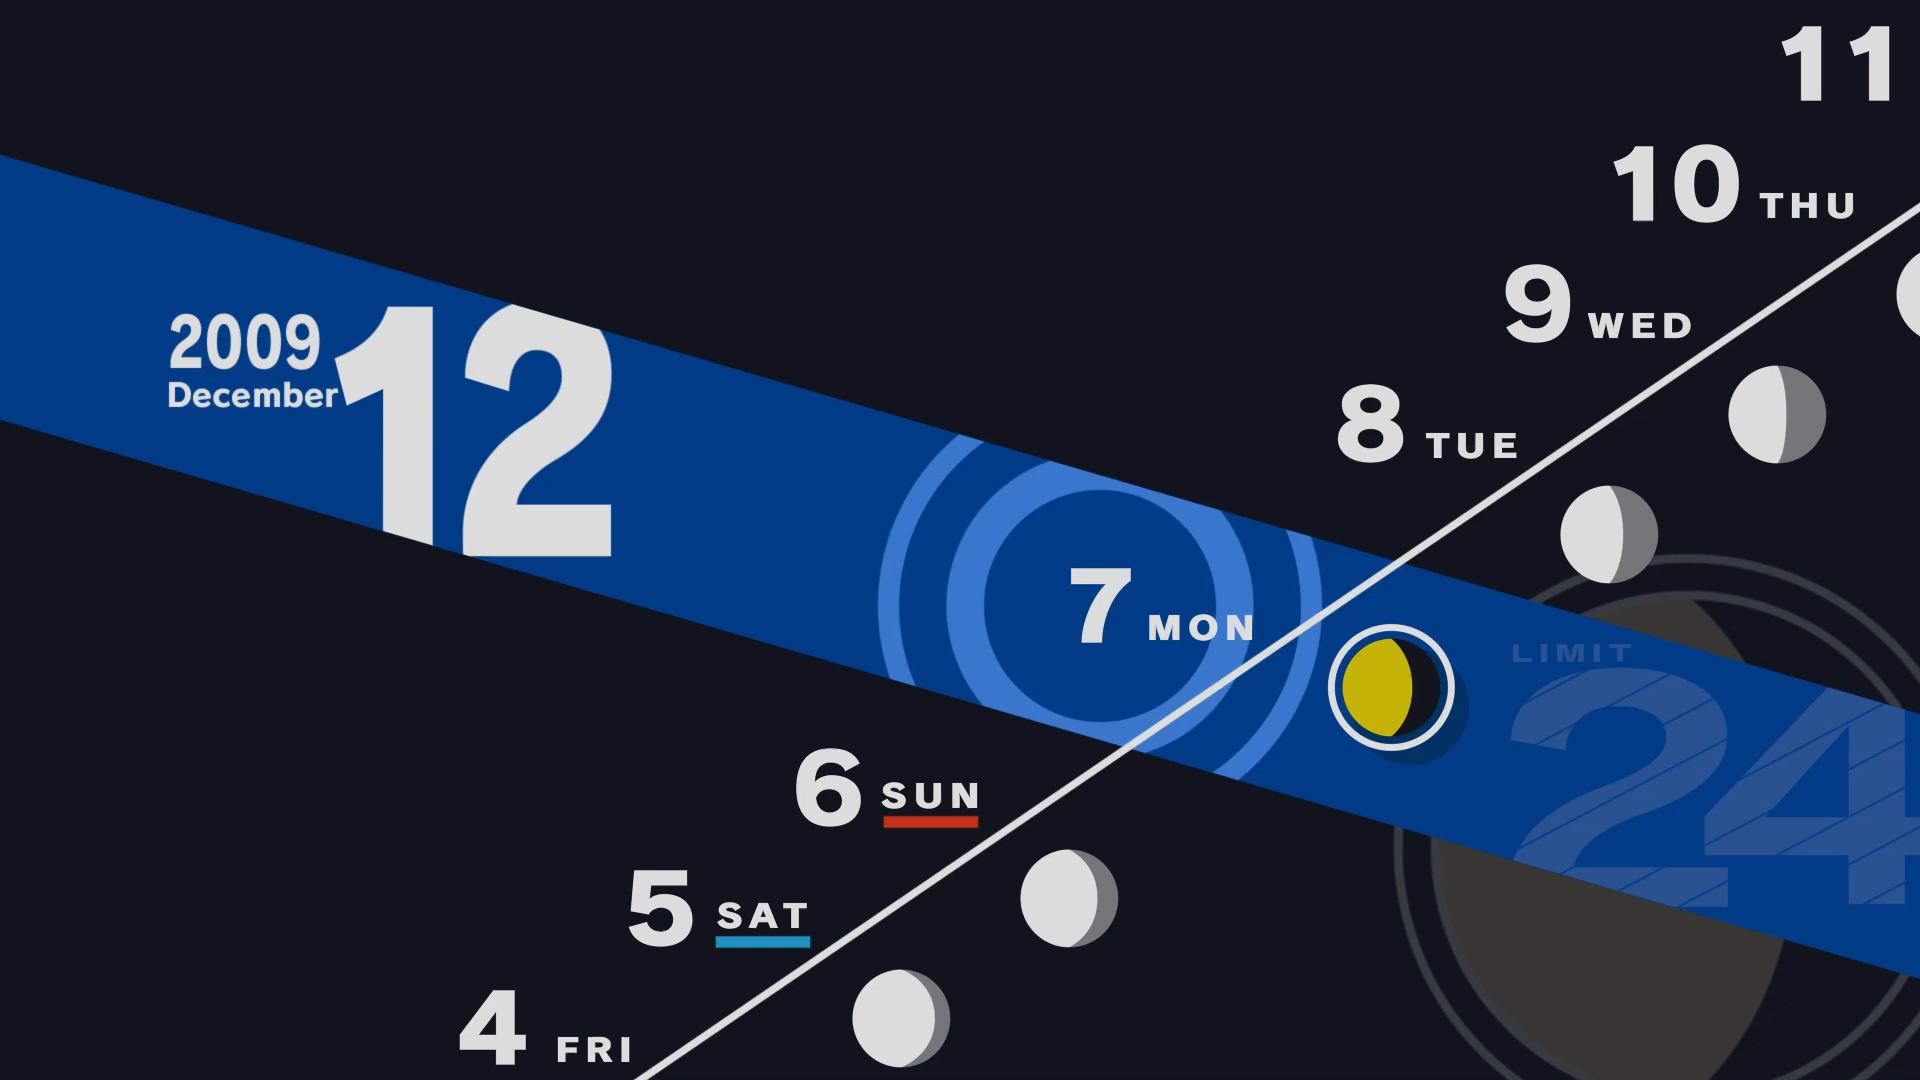 11
10 THU
9 WED
2009
December
12
8 TUE
7 MON
LIMIT
24
6 SUN
5 SAT
4 FRI